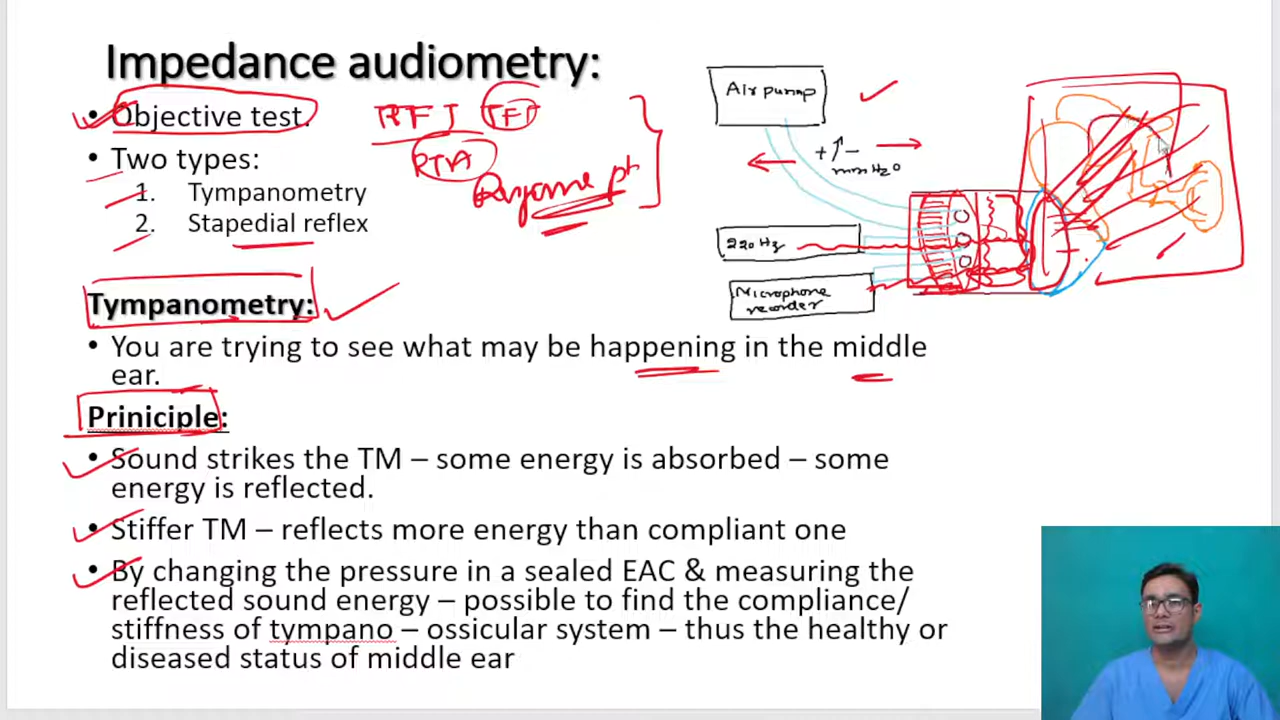 Impedance audiometry:
• Objective test.
RFT TFT
PTA
• Two types:
1. Tympanometry
2. Stapedial reflex
Air pump
+/-
mmH₂O
220 Hz
Microphone
recorder
Tympanometry:
• You are trying to see what may be happening in the middle
ear.
Priniciple:
• Sound strikes the TM – some energy is absorbed – some
energy is reflected.
• Stiffer TM – reflects more energy than compliant one
• By changing the pressure in a sealed EAC & measuring the
reflected sound energy – possible to find the compliance/
stiffness of tympano – ossicular system – thus the healthy or
diseased status of middle ear